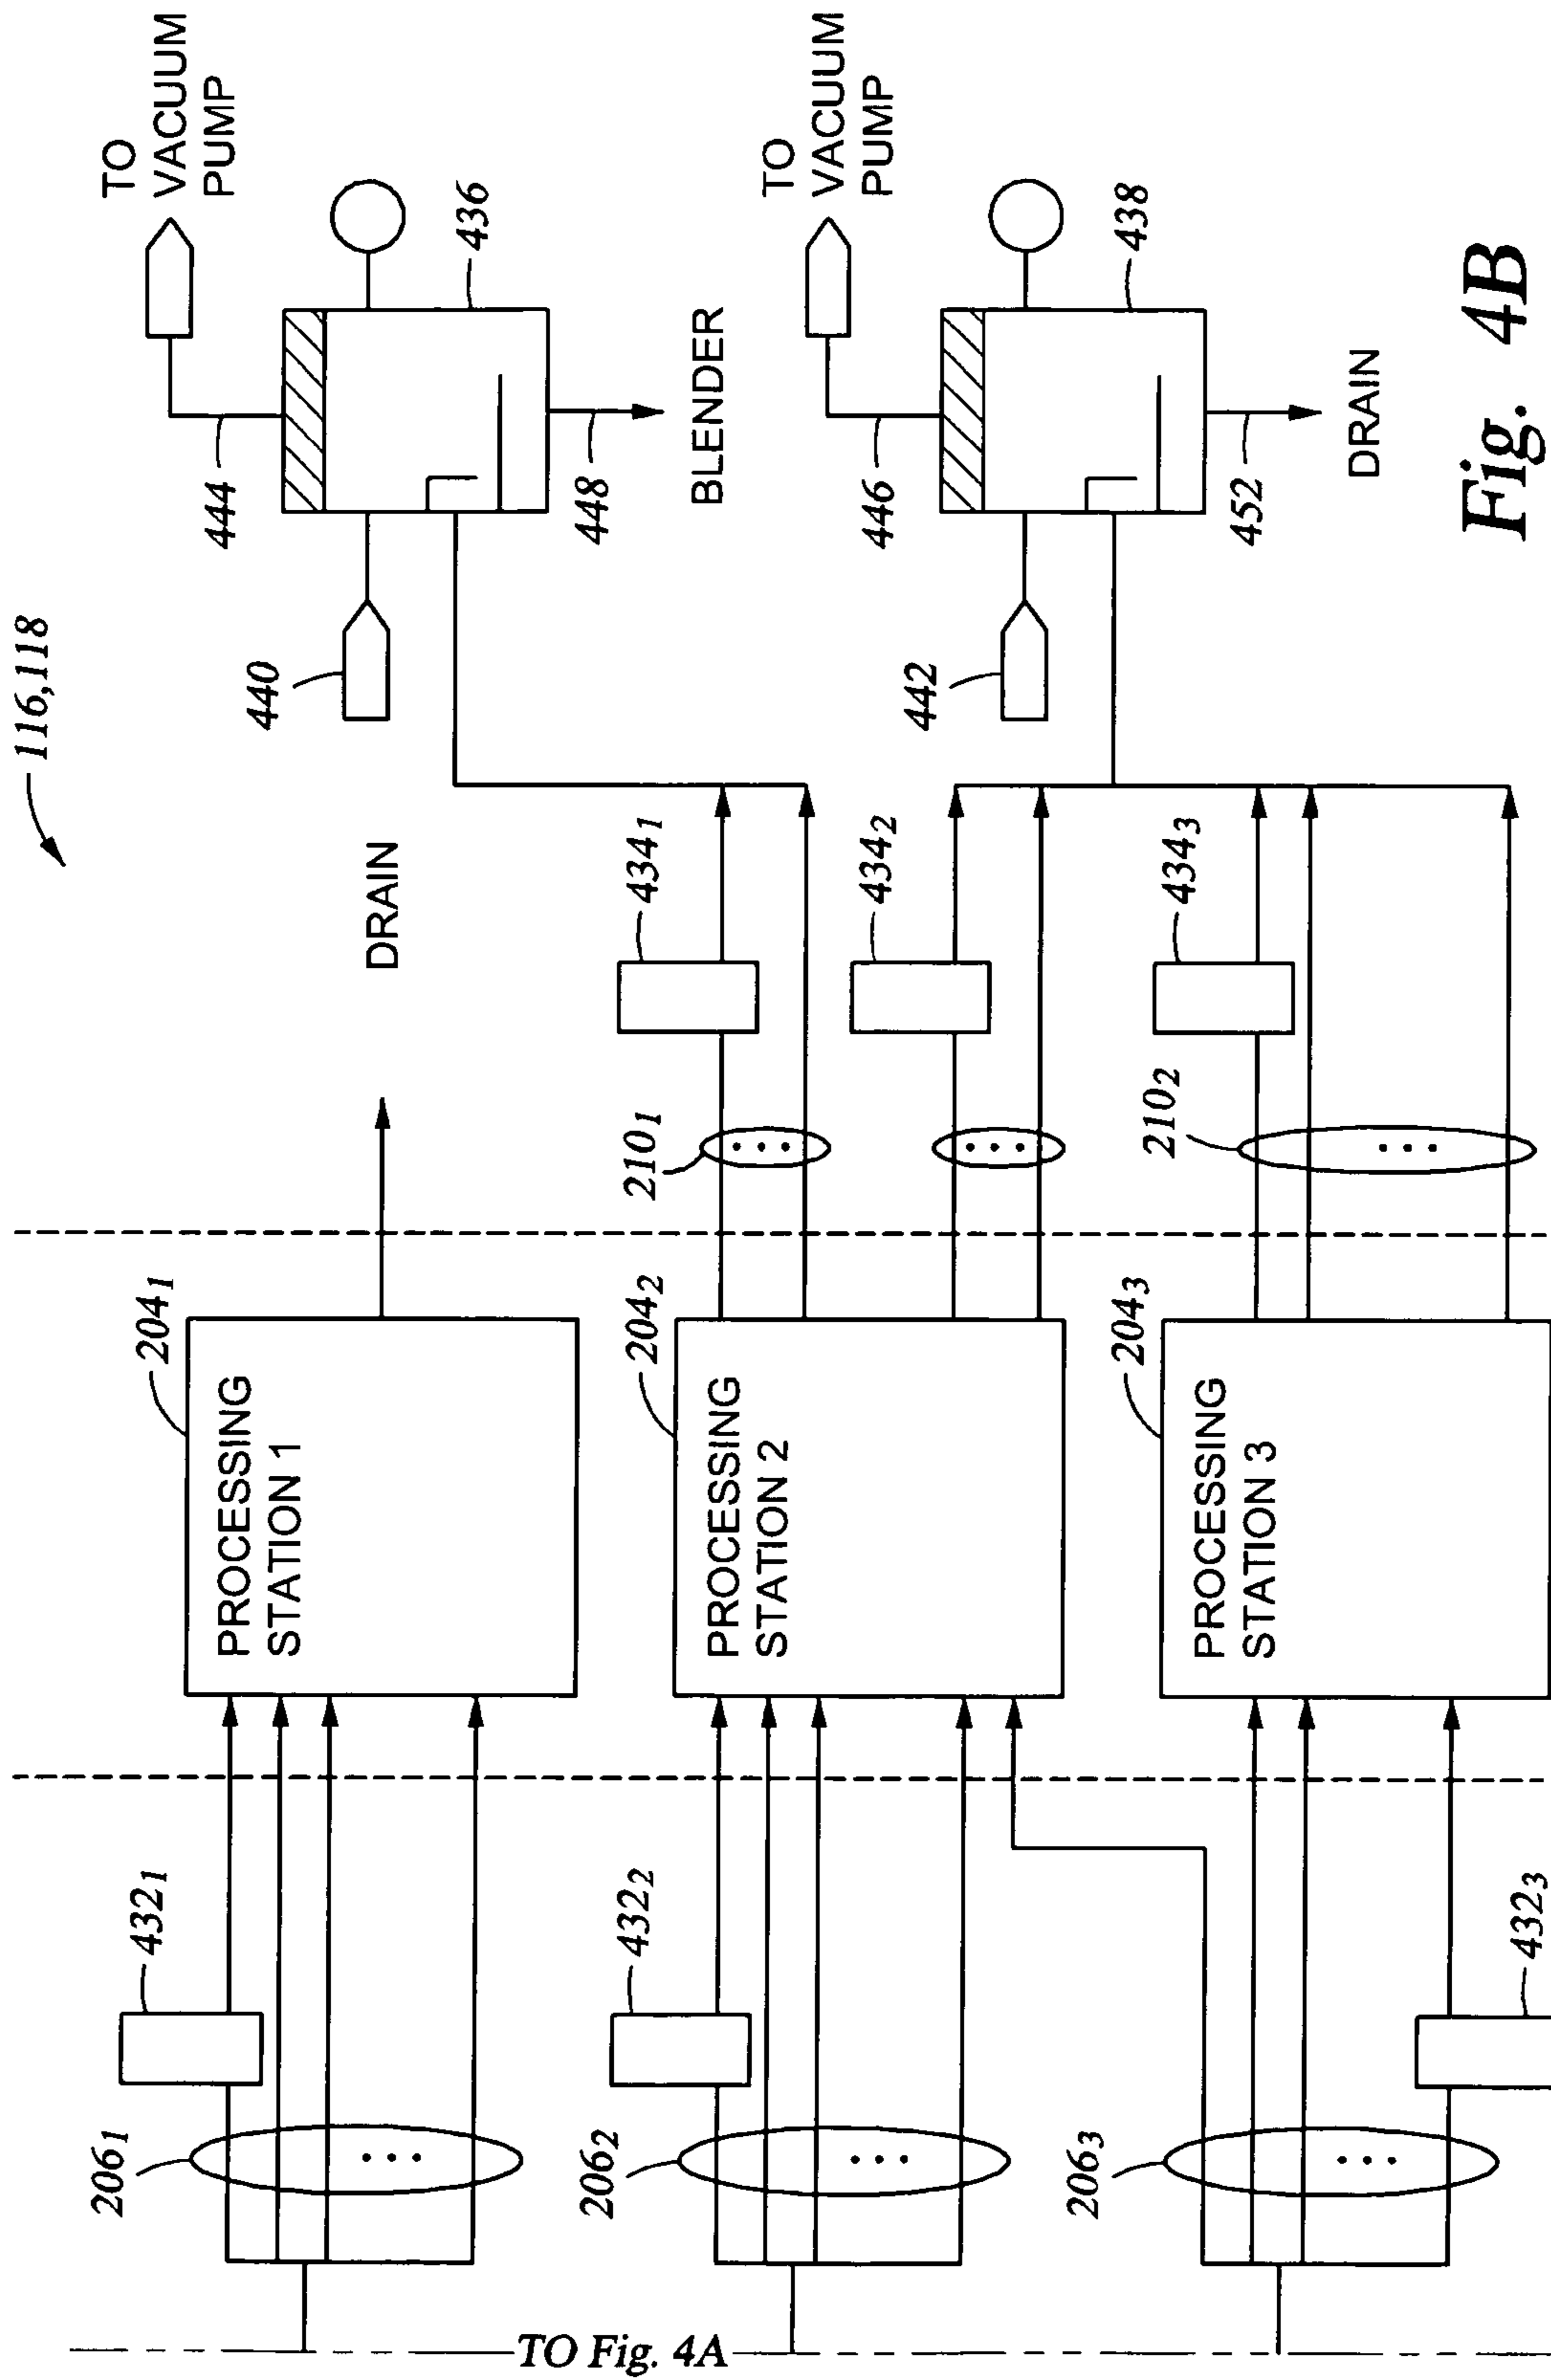 116,118
TO
VACUUM
PUMP
444
436
440
448
BLENDER
DRAIN
TO
VACUUM
PUMP
446
438
442
452
DRAIN
434₁
434₂
434₃
210₁
210₂
204₁
PROCESSING
STATION 1
204₂
PROCESSING
STATION 2
204₃
PROCESSING
STATION 3
432₁
432₂
432₃
206₁
206₂
206₃
TO Fig. 4A
Fig. 4B